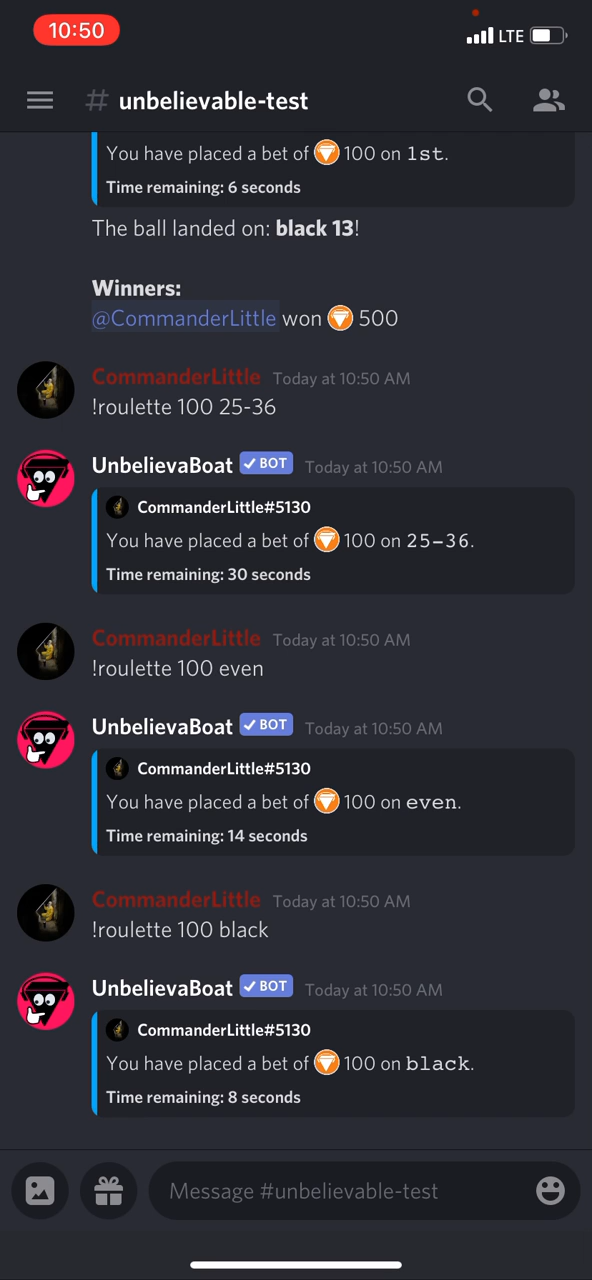 10:50
LTE
# unbelievable-test
You have placed a bet of 100 on 1st.
Time remaining: 6 seconds
The ball landed on: black 13!
Winners:
@CommanderLittle won 500
CommanderLittle Today at 10:50 AM
!roulette 100 25-36
UnbelievaBoat BOT Today at 10:50 AM
CommanderLittle#5130
You have placed a bet of 100 on 25-36.
Time remaining: 30 seconds
CommanderLittle Today at 10:50 AM
!roulette 100 even
UnbelievaBoat BOT Today at 10:50 AM
CommanderLittle#5130
You have placed a bet of 100 on even.
Time remaining: 14 seconds
CommanderLittle Today at 10:50 AM
!roulette 100 black
UnbelievaBoat BOT Today at 10:50 AM
CommanderLittle#5130
You have placed a bet of 100 on black.
Time remaining: 8 seconds
Message #unbelievable-test